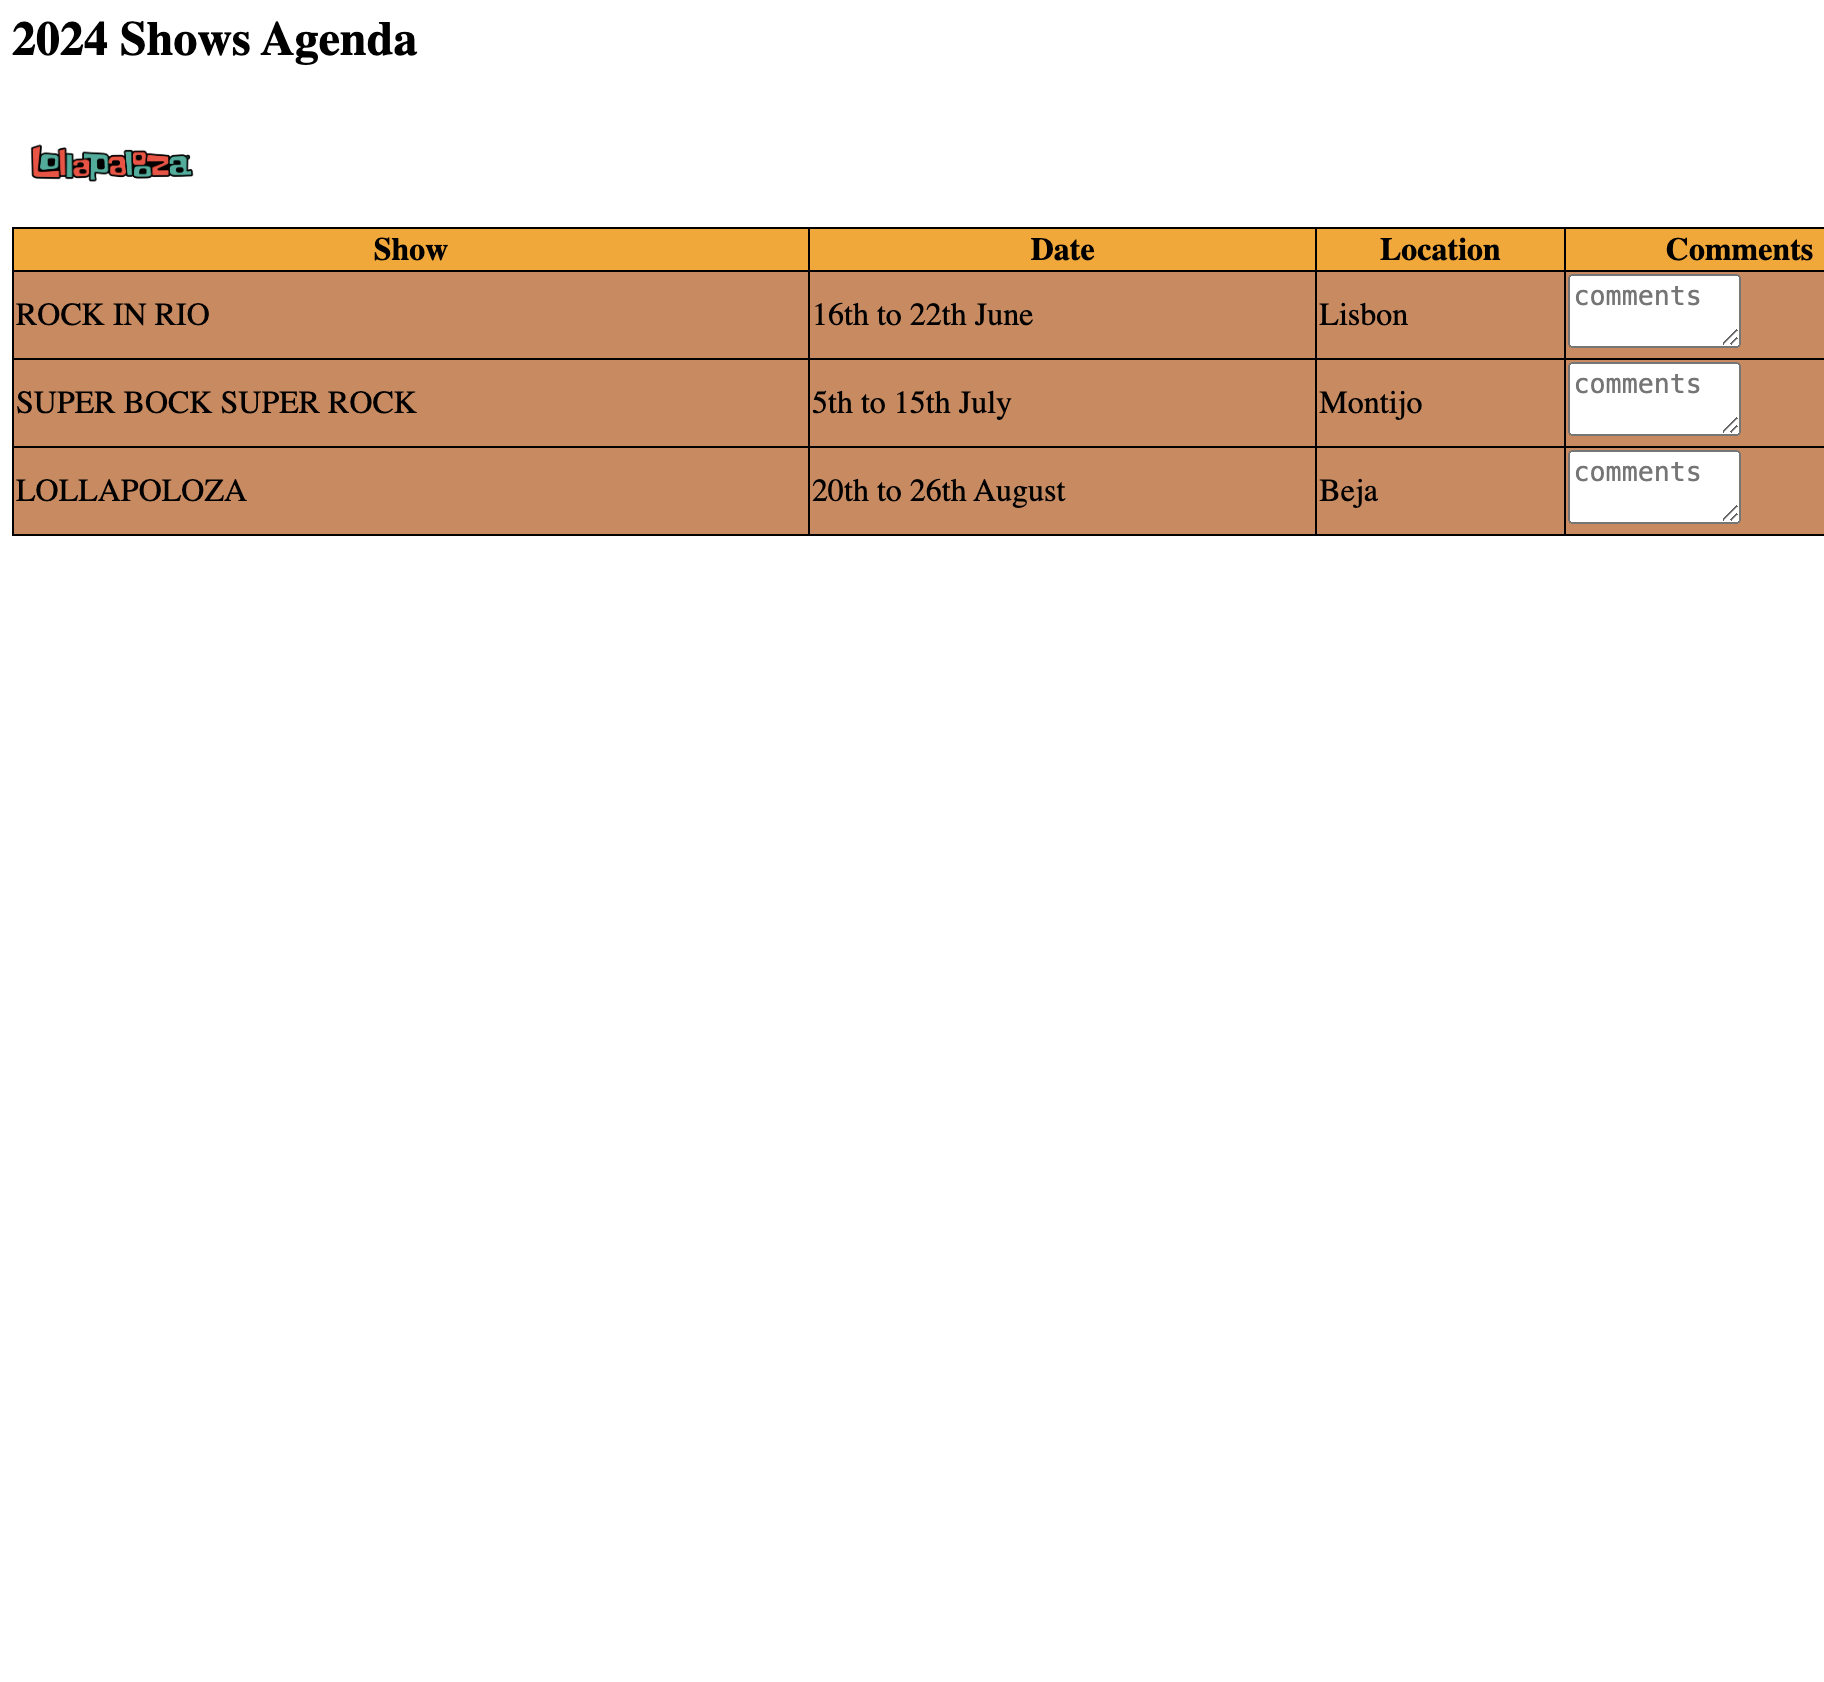 2024 Shows Agenda
Lollapalooza
Show Date Location Comments
ROCK IN RIO 16th to 22th June Lisbon comments
SUPER BOCK SUPER ROCK 5th to 15th July Montijo comments
LOLLAPOLOZA 20th to 26th August Beja comments